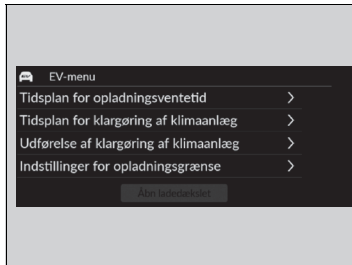 EV-menu
Tidsplan for opladningsventetid
Tidsplan for klargøring af klimaanlæg
Udførelse af klargøring af klimaanlæg
Indstillinger for opladningsgrænse
Åbn ladedækslet